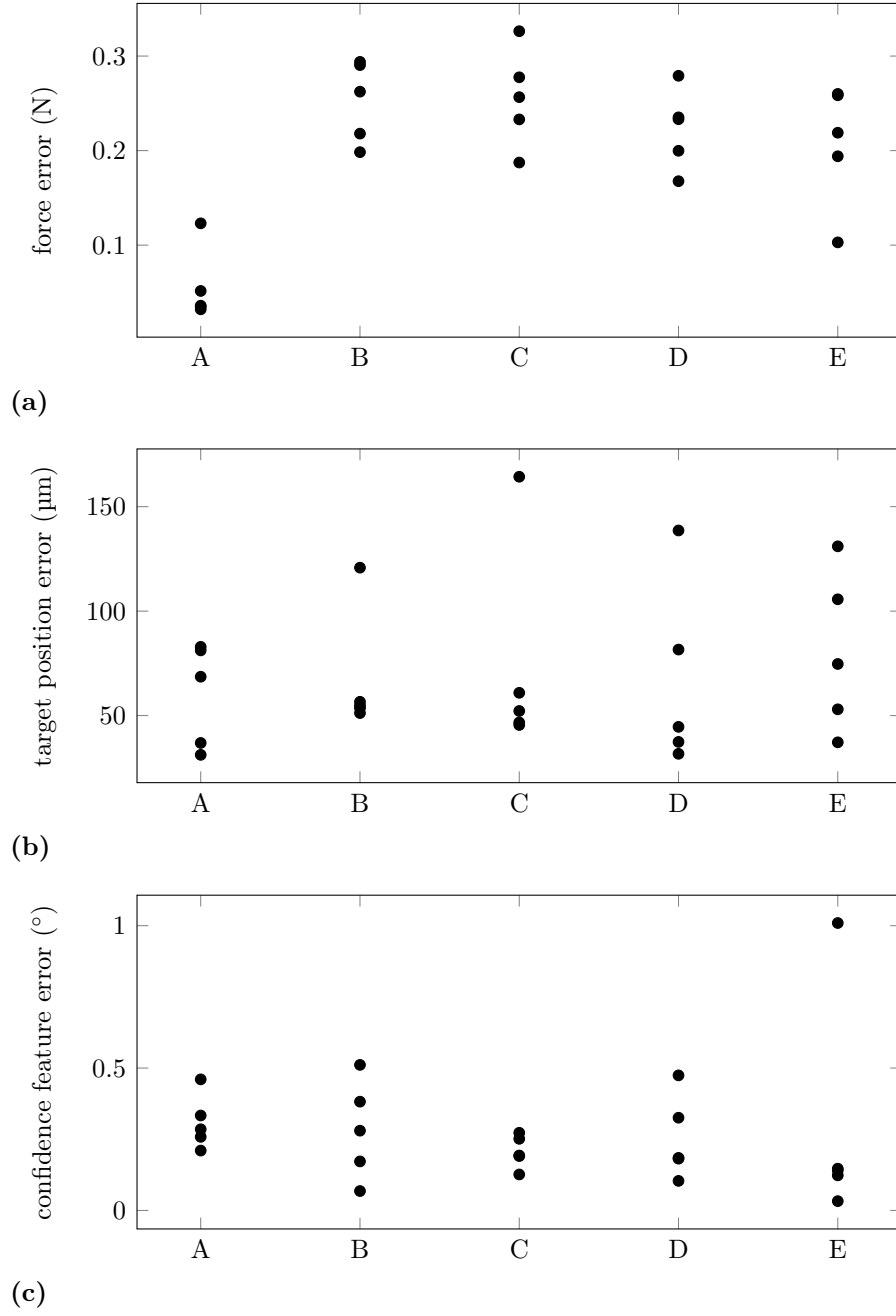 0.3
0.2
0.1
force error (N)
A B C D E
(a)
150
100
50
target position error (µm)
A B C D E
(b)
1
0.5
0
confidence feature error (°)
A B C D E
(c)